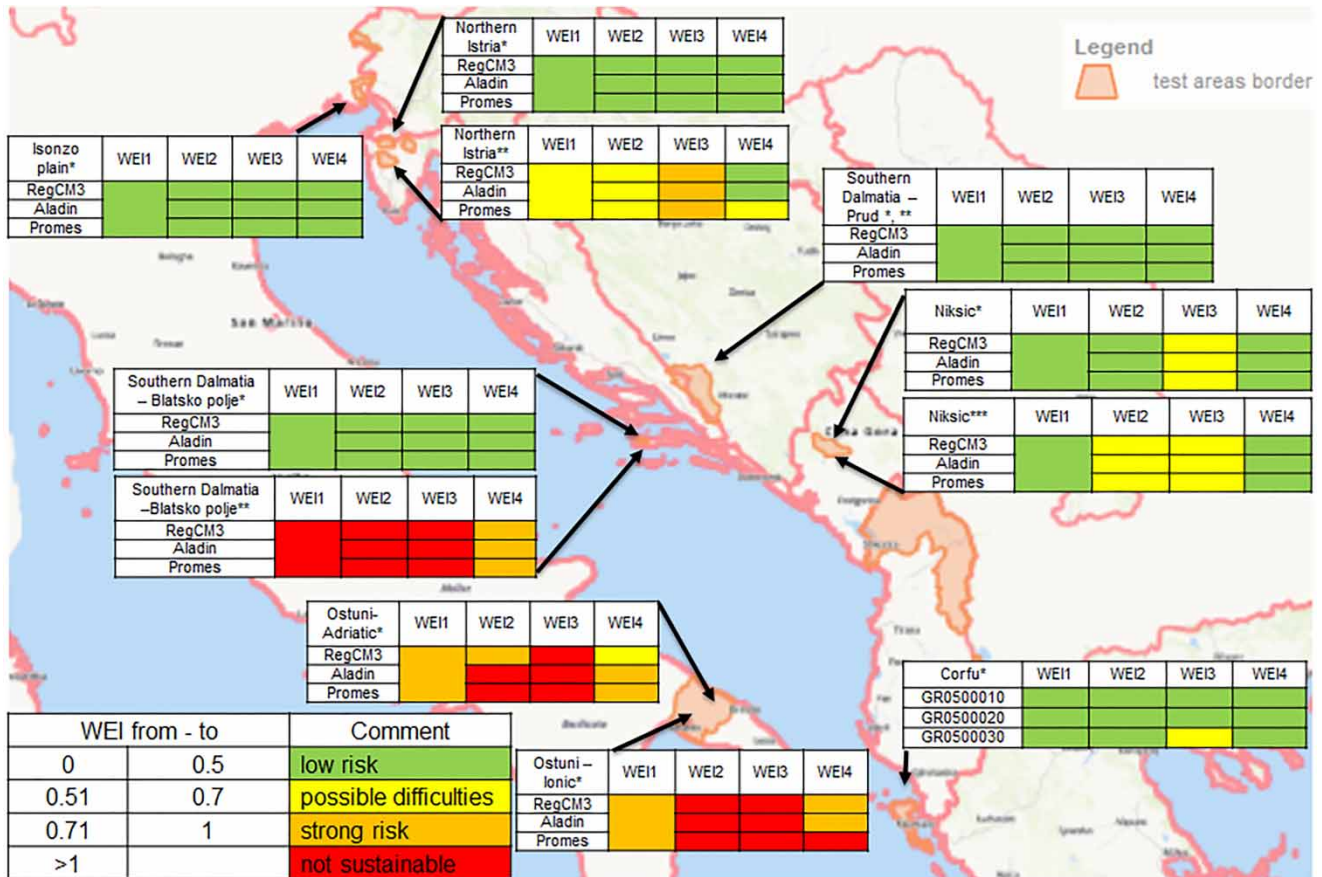 Northern
Istria*
WEI1 WEI2 WEI3 WEI4
RegCM3
Aladin
Promes
Legend
test areas border
Isonzo
plain*
WEI1 WEI2 WEI3 WEI4
RegCM3
Aladin
Promes
Northern
Istria**
WEI1 WEI2 WEI3 WEI4
RegCM3
Aladin
Promes
Southern
Dalmatia –
Prud *, **
WEI1 WEI2 WEI3 WEI4
RegCM3
Aladin
Promes
Niksic* WEI1 WEI2 WEI3 WEI4
RegCM3
Aladin
Promes
Southern Dalmatia
– Blatsko polje*
WEI1 WEI2 WEI3 WEI4
RegCM3
Aladin
Promes
Niksic*** WEI1 WEI2 WEI3 WEI4
RegCM3
Aladin
Promes
Southern Dalmatia
–Blatsko polje**
WEI1 WEI2 WEI3 WEI4
RegCM3
Aladin
Promes
Ostuni-
Adriatic*
WEI1 WEI2 WEI3 WEI4
RegCM3
Aladin
Promes
Corfu* WEI1 WEI2 WEI3 WEI4
GR0500010
GR0500020
GR0500030
WEI from - to Comment
0 0.5 low risk
0.51 0.7 possible difficulties
0.71 1 strong risk
>1 not sustainable
Ostuni –
Ionic*
WEI1 WEI2 WEI3 WEI4
RegCM3
Aladin
Promes
San Marino
Tirana